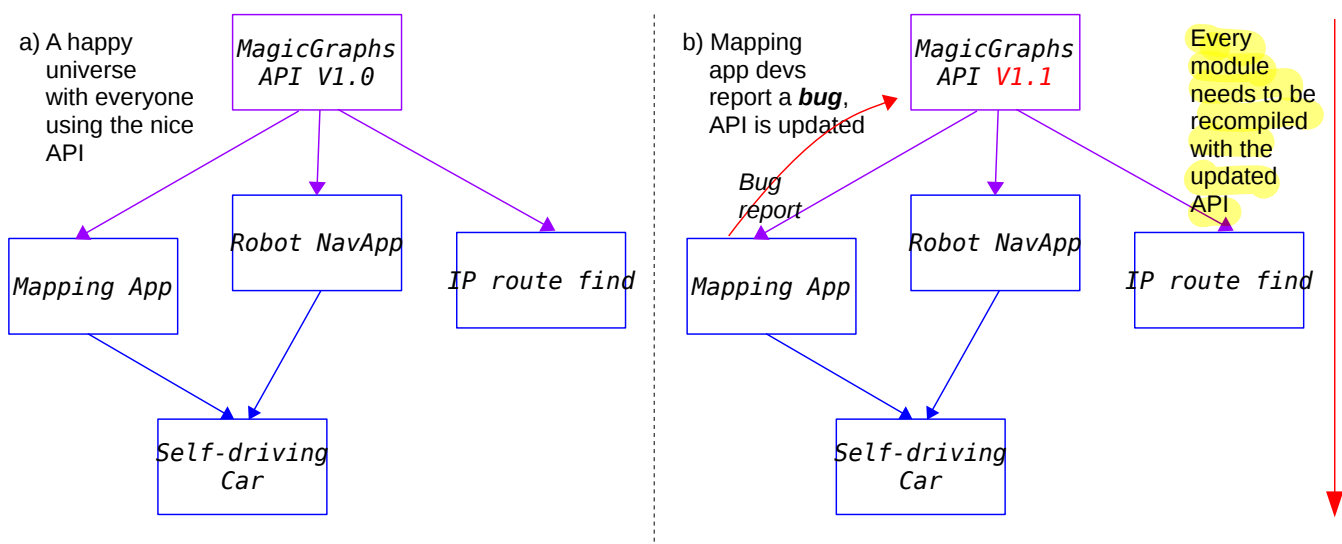 a) A happy
universe
with everyone
using the nice
API
MagicGraphs
API V1.0
Robot NavApp
Mapping App
IP route find
Self-driving
Car
b) Mapping
app devs
report a bug,
API is updated
MagicGraphs
API V1.1
Every
module
needs to be
recompiled
with the
updated
API
Bug
report
Robot NavApp
Mapping App
IP route find
Self-driving
Car